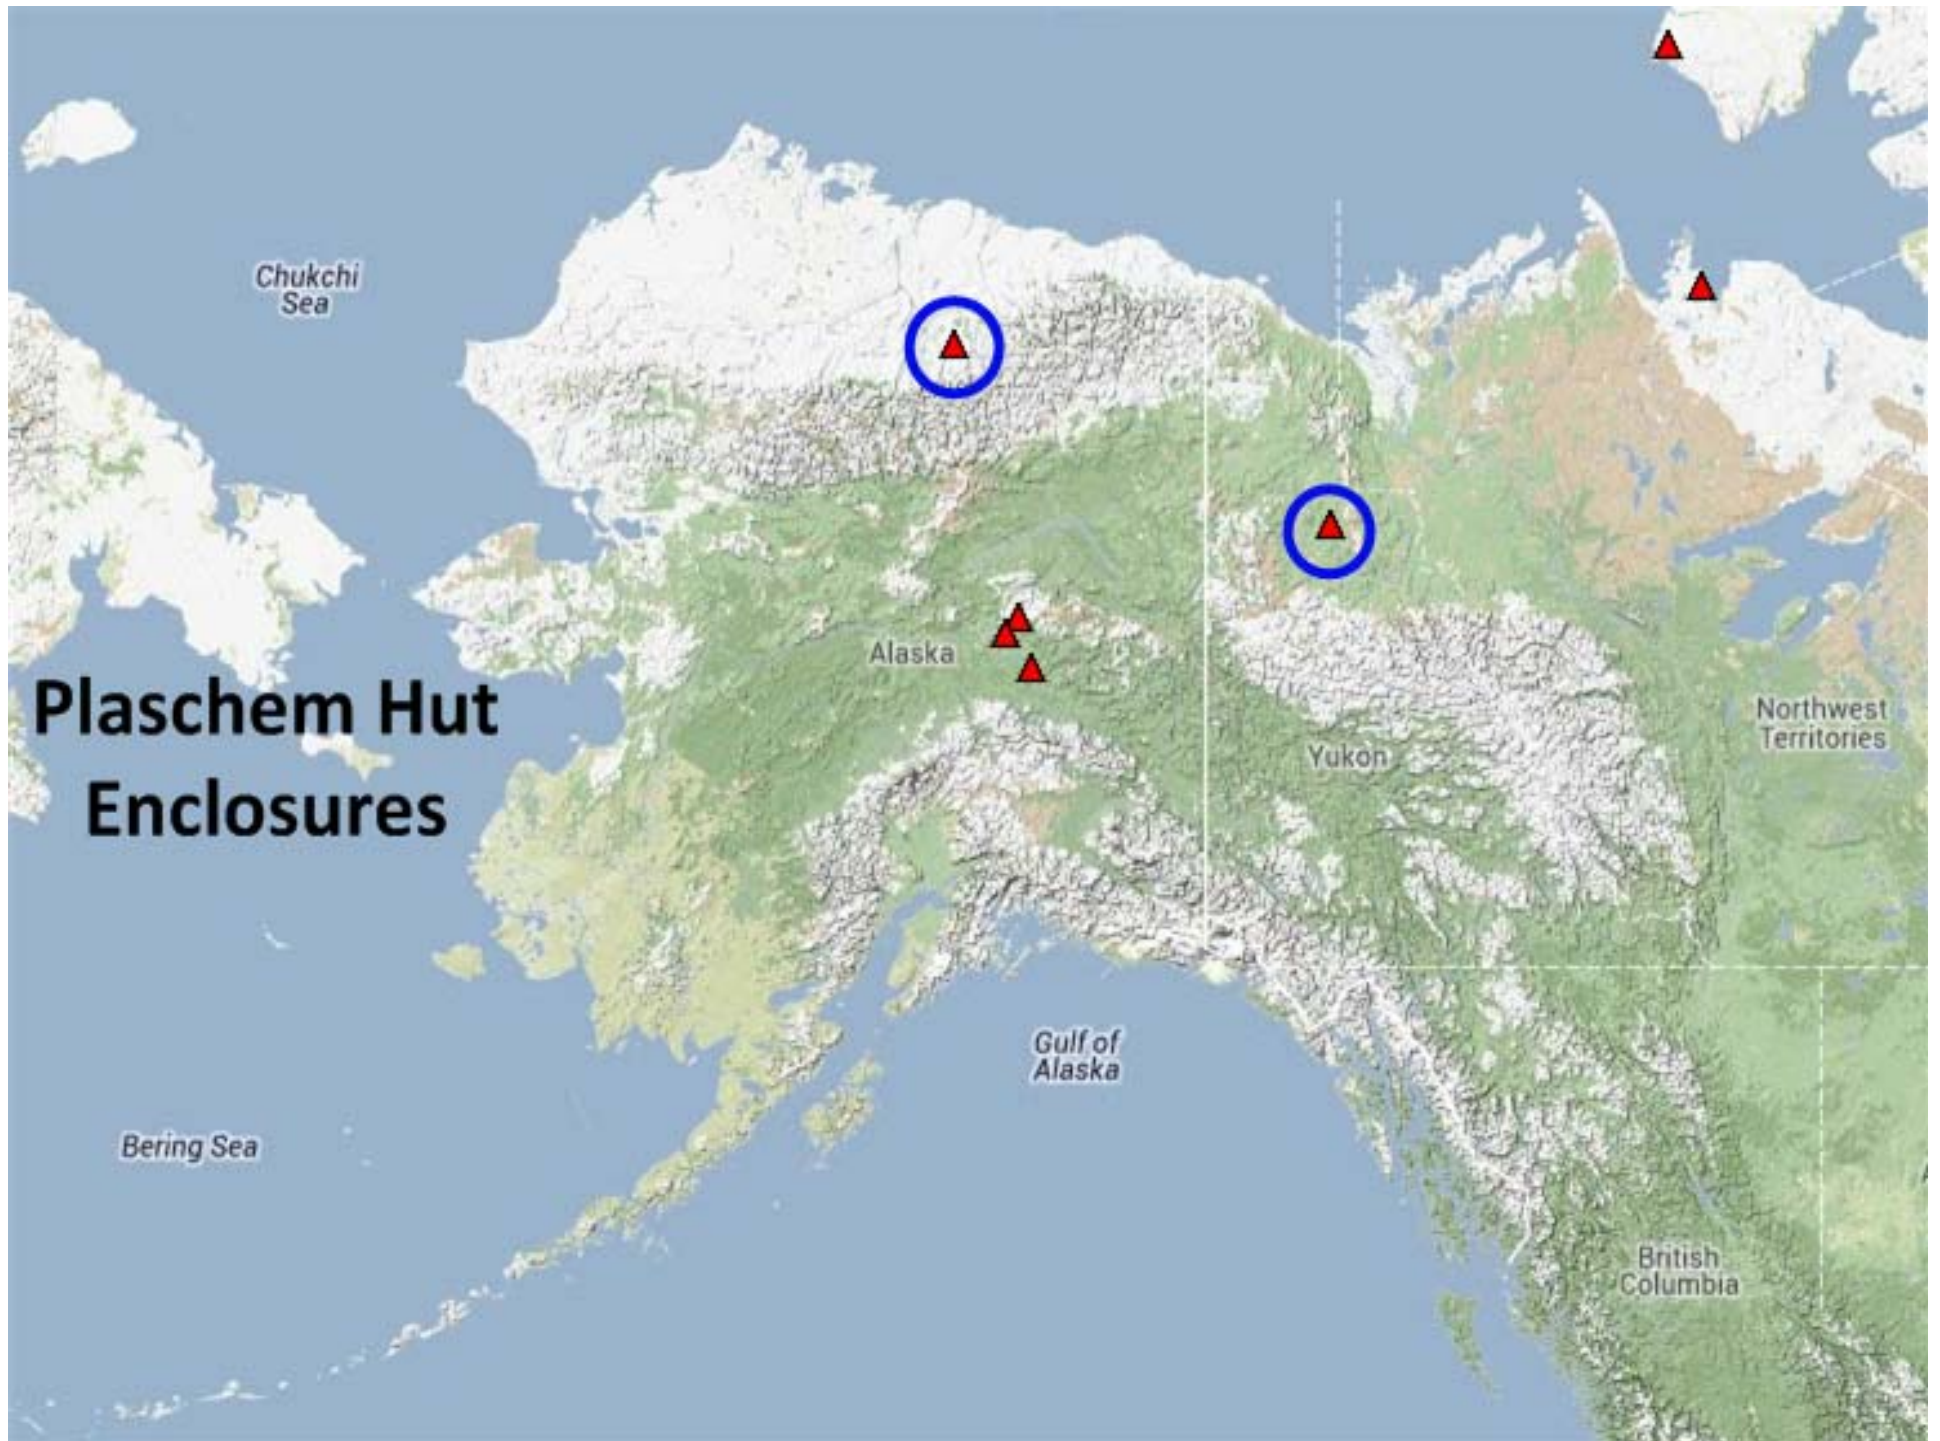 Chukchi
Sea
Alaska
Plaschem Hut
Enclosures
Northwest
Territories
Yukon
Gulf of
Alaska
Bering Sea
British
Columbia